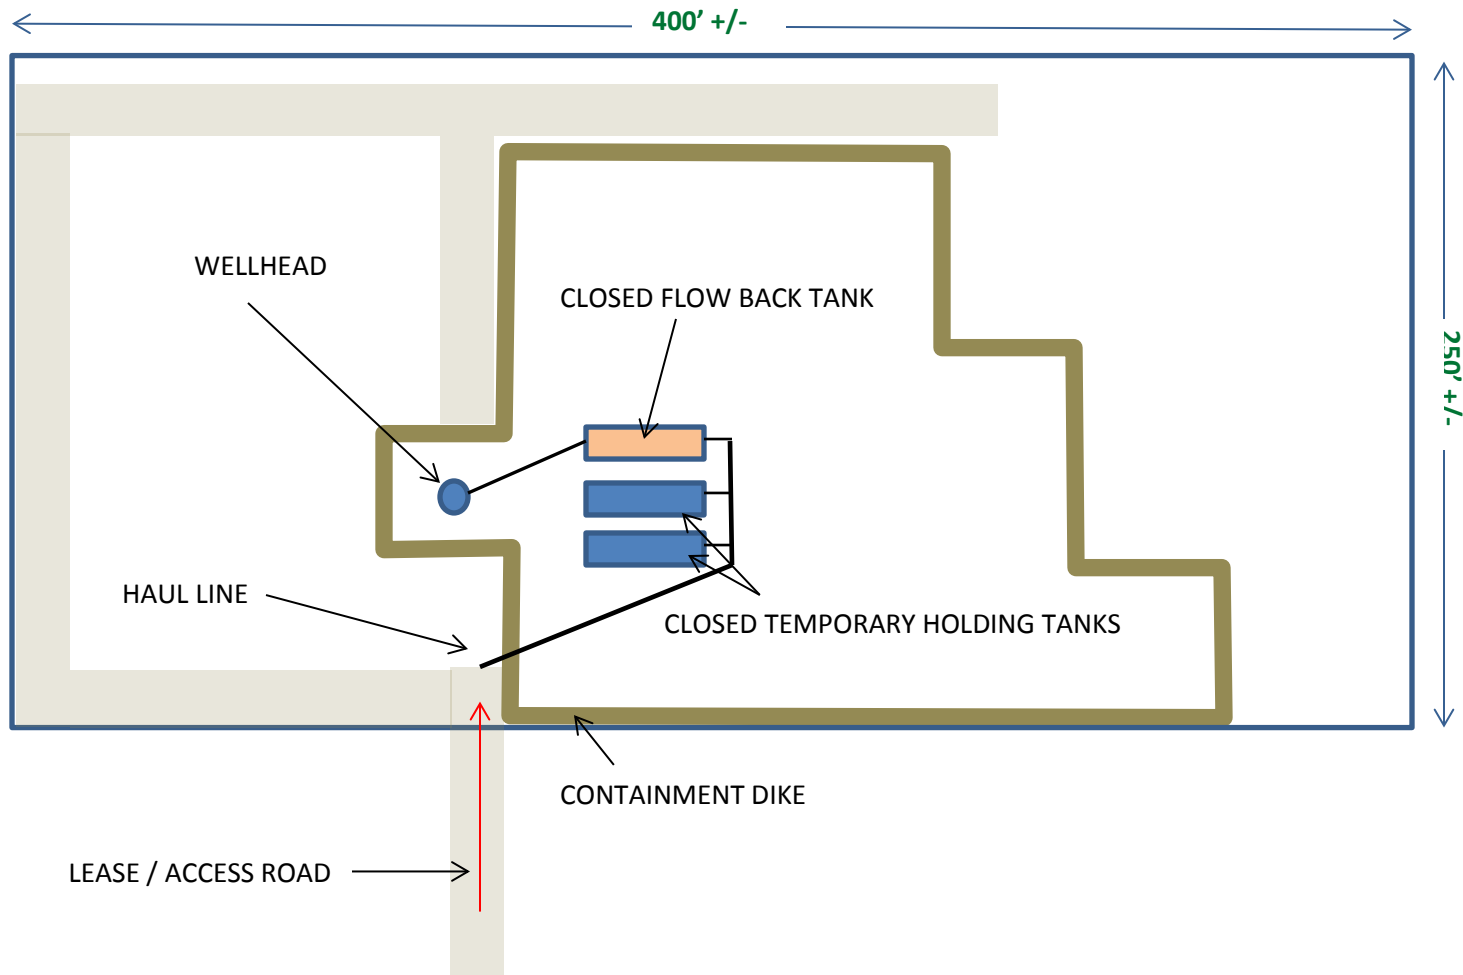 400’ +/-
WELLHEAD
CLOSED FLOW BACK TANK
250’ +/-
HAUL LINE
CLOSED TEMPORARY HOLDING TANKS
CONTAINMENT DIKE
LEASE / ACCESS ROAD